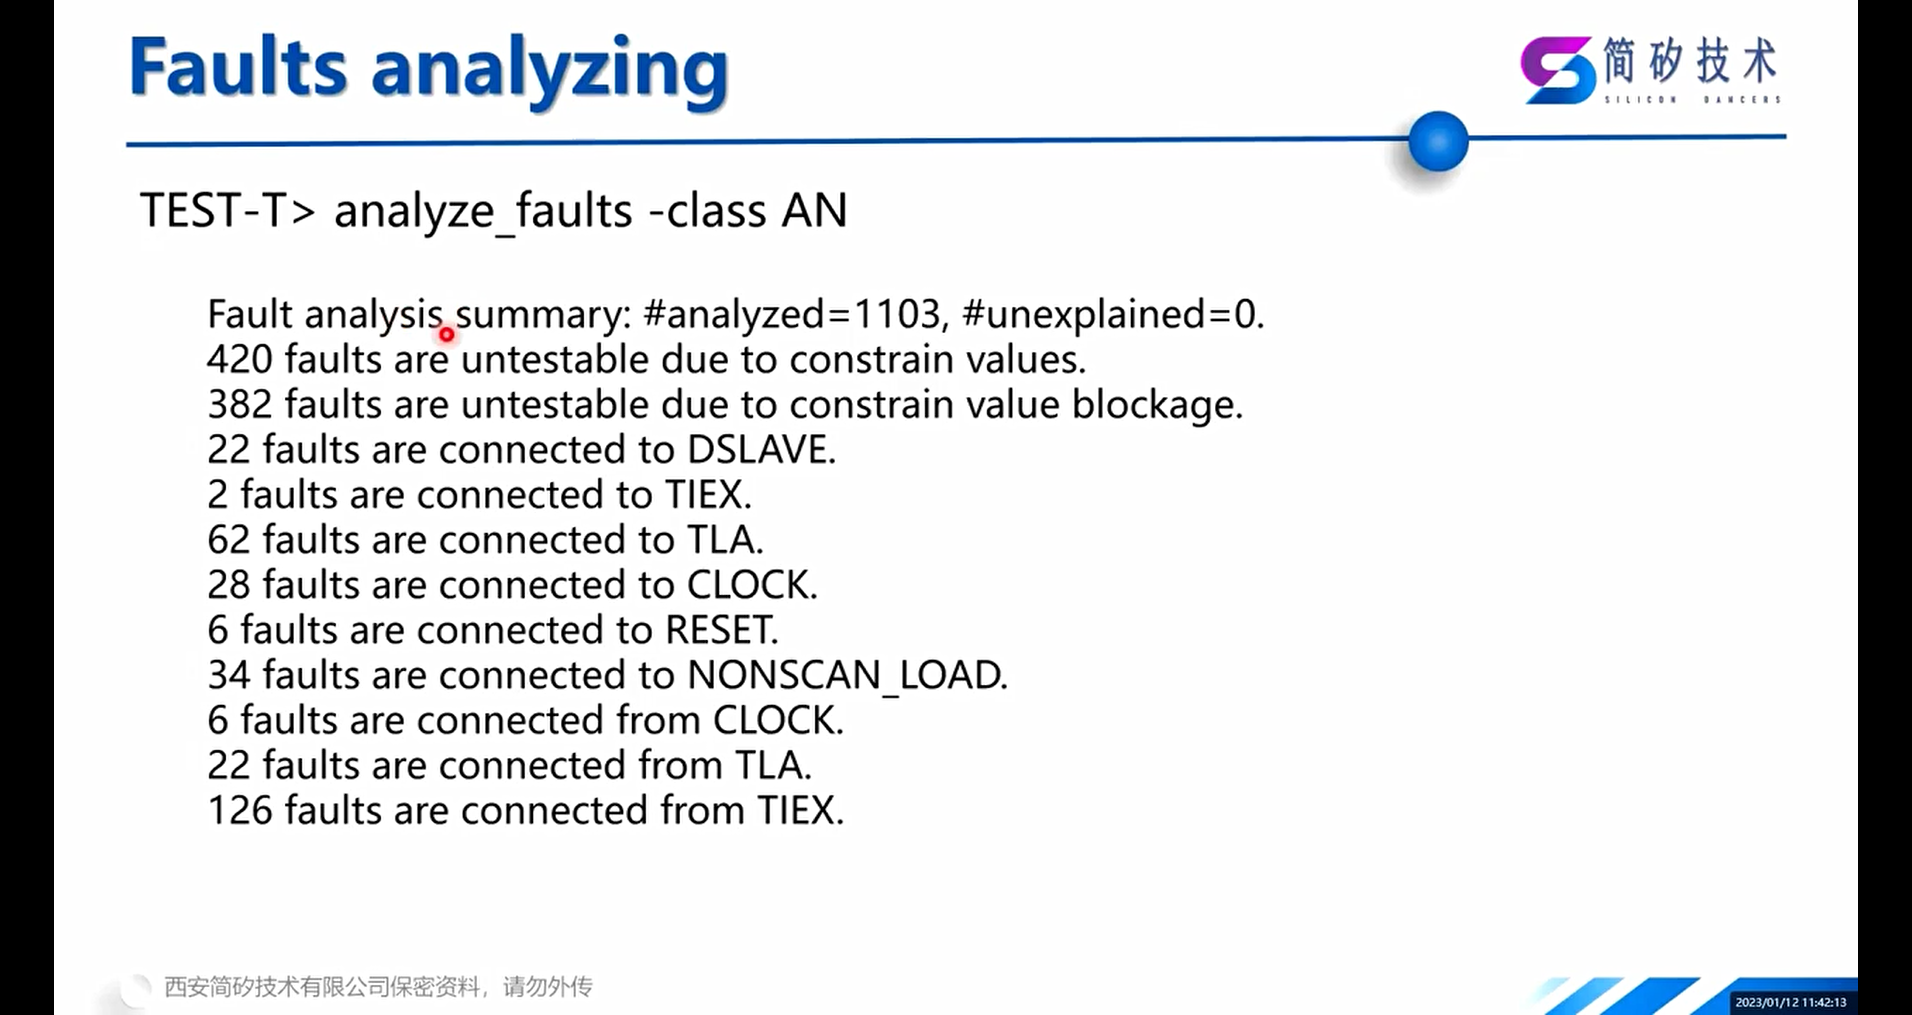 Faults analyzing
简矽技术
SILICON DANCERS
TEST-T> analyze_faults -class AN
Fault analysis summary: #analyzed=1103, #unexplained=0.
420 faults are untestable due to constrain values.
382 faults are untestable due to constrain value blockage.
22 faults are connected to DSLAVE.
2 faults are connected to TIEX.
62 faults are connected to TLA.
28 faults are connected to CLOCK.
6 faults are connected to RESET.
34 faults are connected to NONSCAN_LOAD.
6 faults are connected from CLOCK.
22 faults are connected from TLA.
126 faults are connected from TIEX.
西安简矽技术有限公司保密资料，请勿外传
2023/01/12 11:42:13